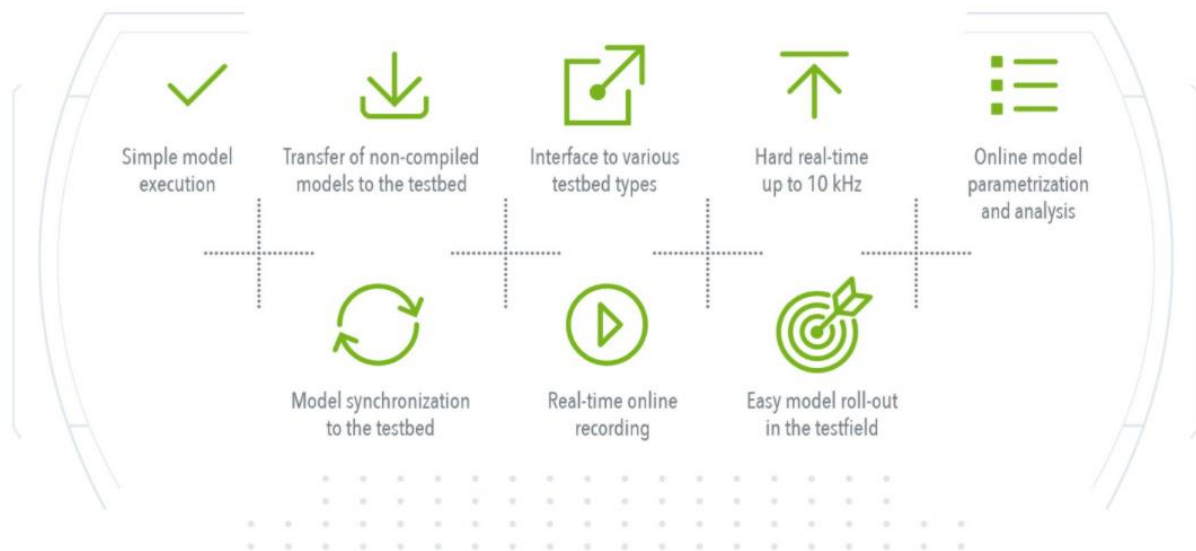 Simple model
execution
Transfer of non-compiled
models to the testbed
Interface to various
testbed types
Hard real-time
up to 10 kHz
Online model
parametrization
and analysis
Model synchronization
to the testbed
Real-time online
recording
Easy model roll-out
in the testfield